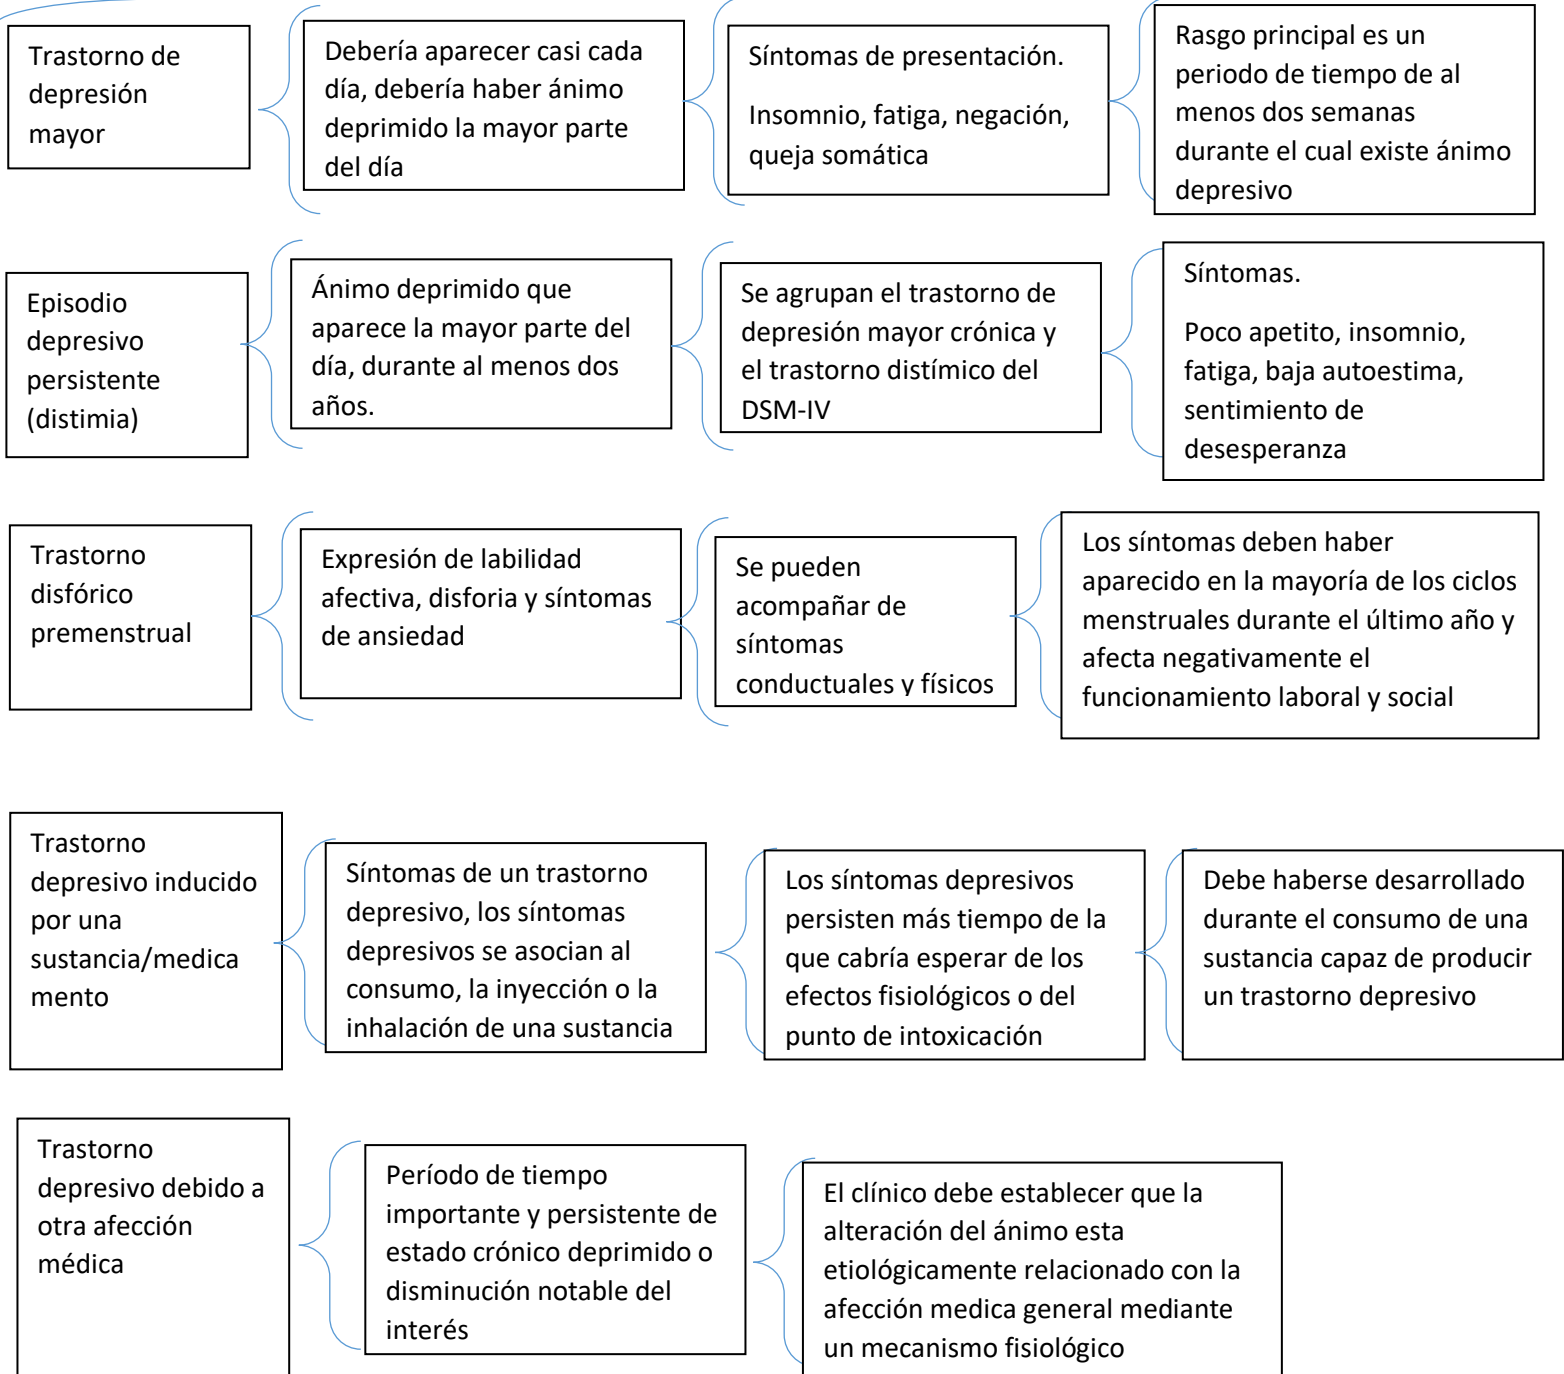 Trastorno de
depresión
mayor
Debería aparecer casi cada
día, debería haber ánimo
deprimido la mayor parte
del día
Síntomas de presentación.
Insomnio, fatiga, negación,
queja somática
Rasgo principal es un
periodo de tiempo de al
menos dos semanas
durante el cual existe ánimo
depresivo
Episodio
depresivo
persistente
(distimia)
Ánimo deprimido que
aparece la mayor parte del
día, durante al menos dos
años.
Se agrupan el trastorno de
depresión mayor crónica y
el trastorno distímico del
DSM-IV
Síntomas.
Poco apetito, insomnio,
fatiga, baja autoestima,
sentimiento de
desesperanza
Trastorno
disfórico
premenstrual
Expresión de labilidad
afectiva, disforia y síntomas
de ansiedad
Se pueden
acompañar de
síntomas
conductuales y físicos
Los síntomas deben haber
aparecido en la mayoría de los ciclos
menstruales durante el último año y
afecta negativamente el
funcionamiento laboral y social
Trastorno
depresivo inducido
por una
sustancia/medica
mento
Síntomas de un trastorno
depresivo, los síntomas
depresivos se asocian al
consumo, la inyección o la
inhalación de una sustancia
Los síntomas depresivos
persisten más tiempo de la
que cabría esperar de los
efectos fisiológicos o del
punto de intoxicación
Debe haberse desarrollado
durante el consumo de una
sustancia capaz de producir
un trastorno depresivo
Trastorno
depresivo debido a
otra afección
médica
Período de tiempo
importante y persistente de
estado crónico deprimido o
disminución notable del
interés
El clínico debe establecer que la
alteración del ánimo esta
etiológicamente relacionado con la
afección medica general mediante
un mecanismo fisiológico